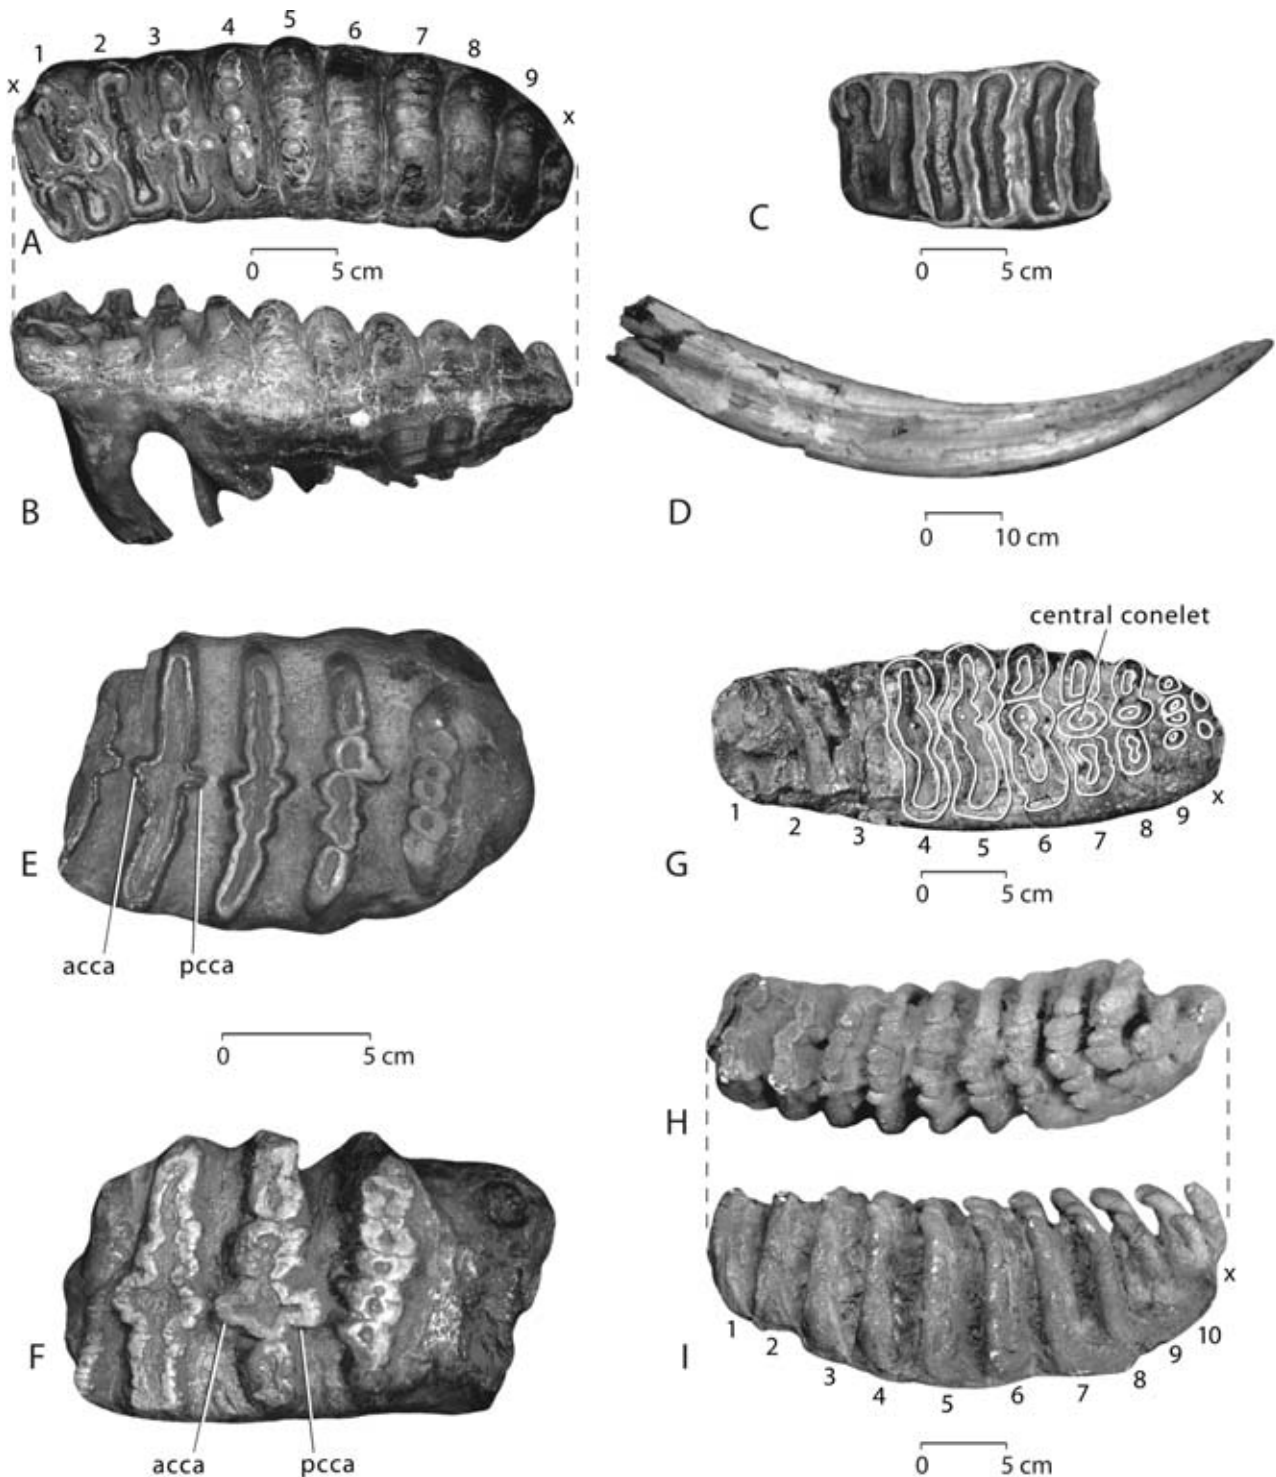 1 2 3 4 5 6 7 8 9
x x
A
0 5 cm
B
C
0 5 cm
D
0 10 cm
E
acca pcca
0 5 cm
F
acca pcca
central conelet
G
1 2 3 4 5 6 7 8 9 x
0 5 cm
H
I
1 2 3 4 5 6 7 8 9 10 x
0 5 cm